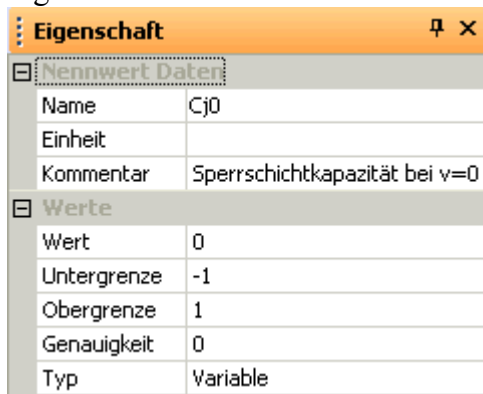 Eigenschaft
Nennwert Daten
Name Cj0
Einheit
Kommentar Sperrschichtkapazität bei v=0
Werte
Wert 0
Untergrenze -1
Obergrenze 1
Genauigkeit 0
Typ Variable